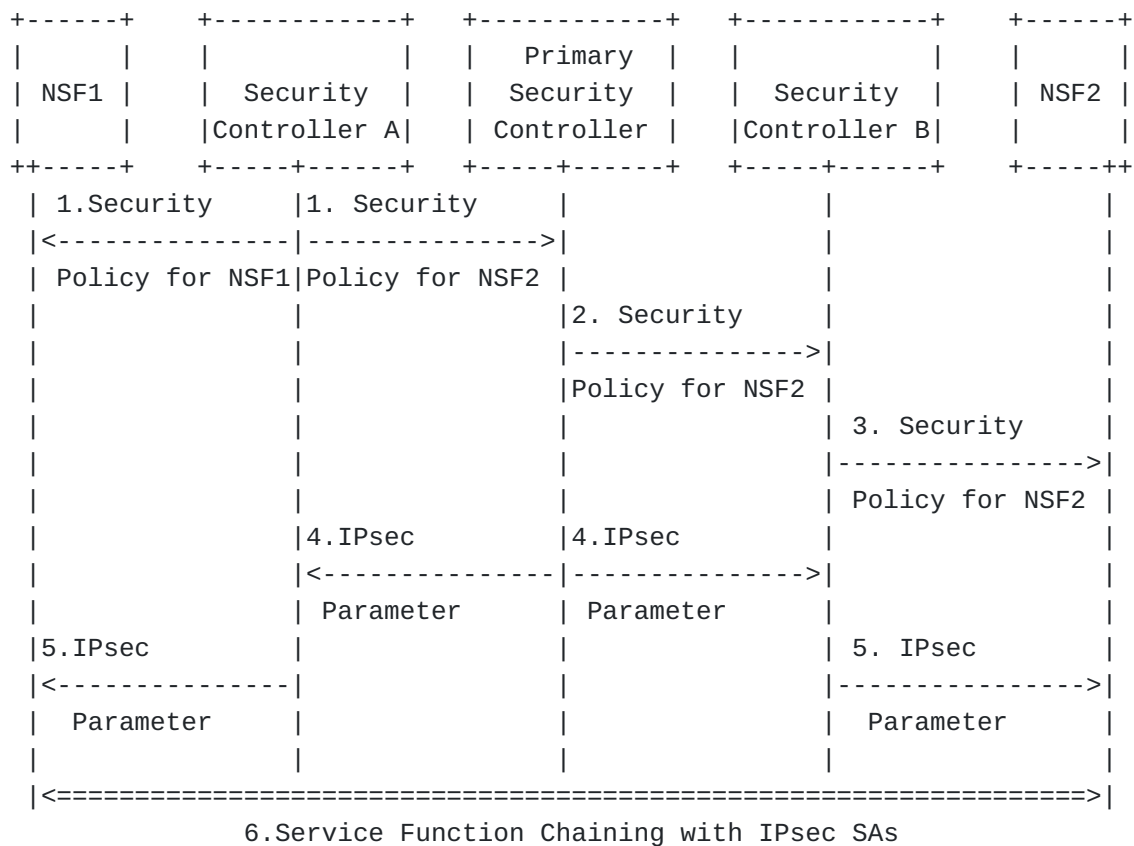 Primary
NSF1 Security Security Security NSF2
Controller A Controller Controller B
1.Security 1. Security
Policy for NSF1 Policy for NSF2
2. Security
Policy for NSF2
3. Security
Policy for NSF2
4.IPsec 4.IPsec
Parameter Parameter
5.IPsec 5. IPsec
Parameter Parameter
6.Service Function Chaining with IPsec SAs